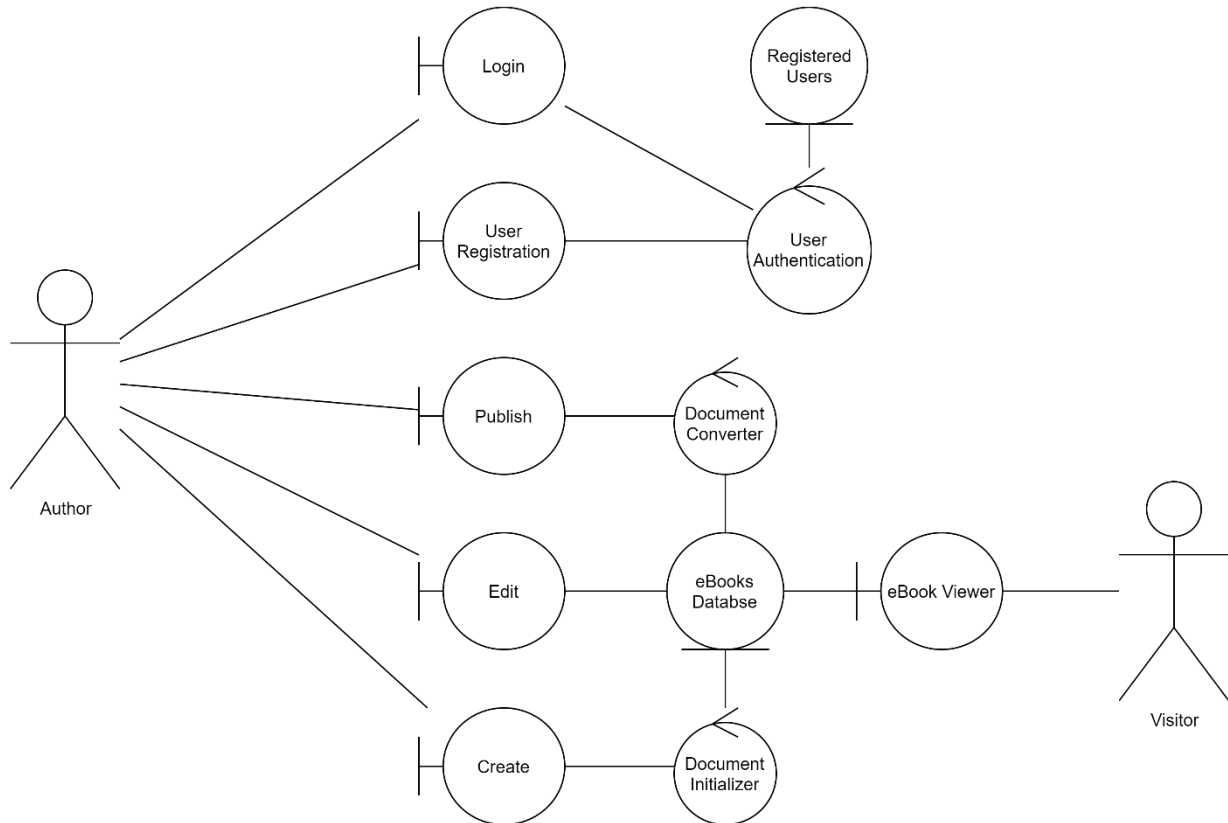 Login
Registered
Users
User
Registration
User
Authentication
Author
Publish
Document
Converter
Edit
eBooks
Databse
eBook Viewer
Visitor
Create
Document
Initializer